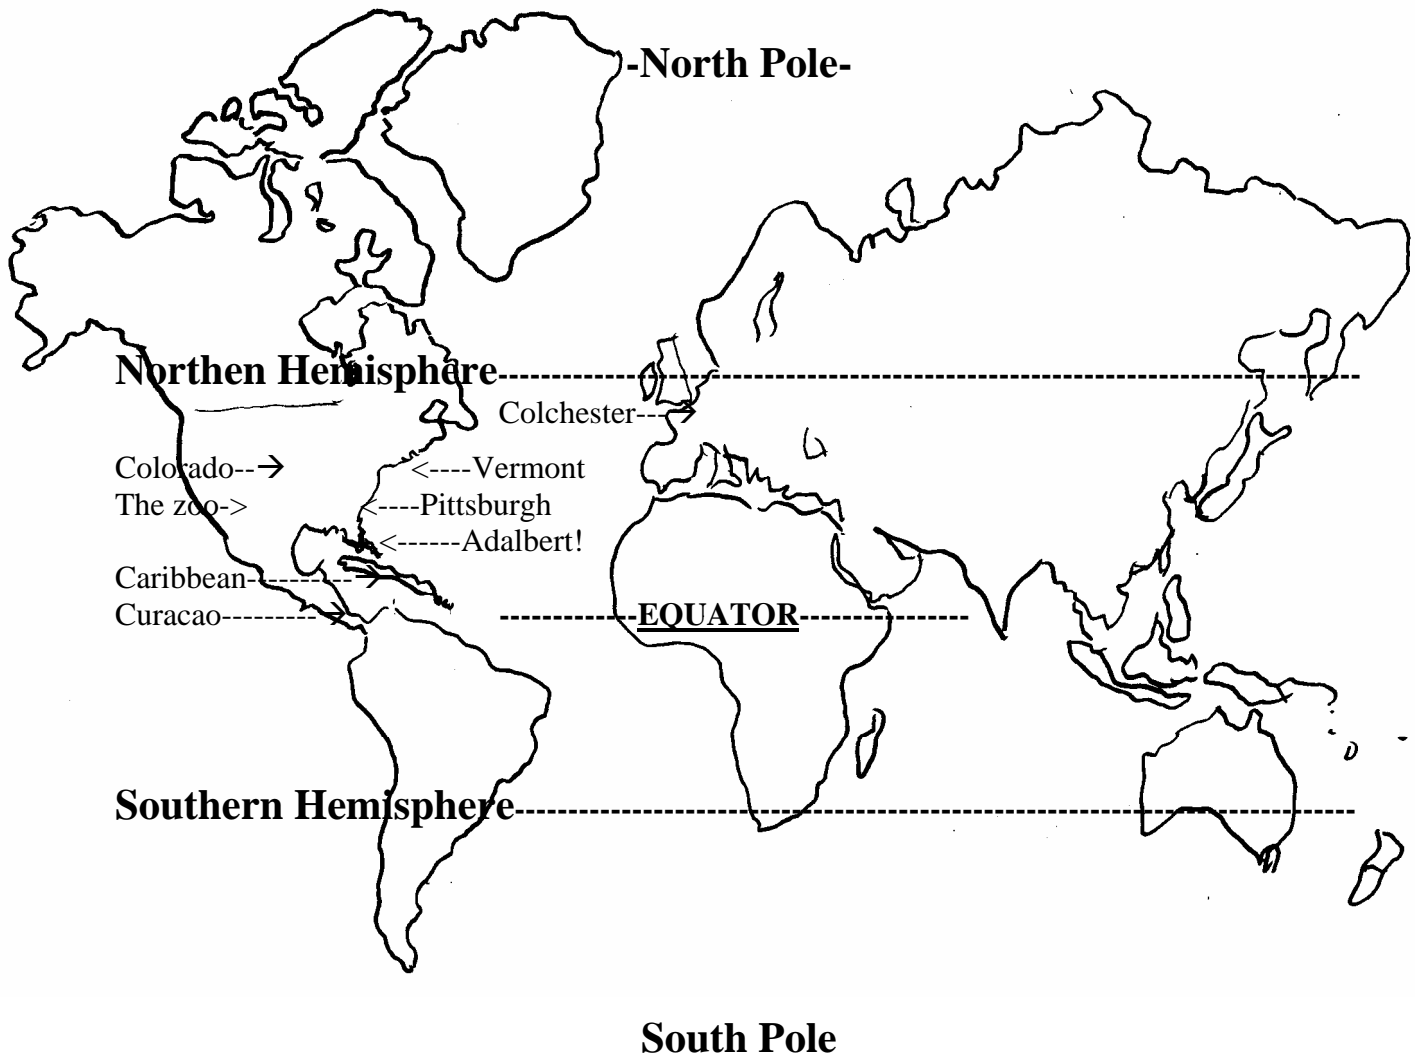 -North Pole-
Northen Hemisphere------------------------------------------------------------------
Colchester---→
Colorado--→ <----Vermont
The zoo-> <----Pittsburgh
<------Adalbert!
Caribbean----------→
Curacao---------→ -------------EQUATOR----------------
Southern Hemisphere----------------------------------------------------------------
South Pole